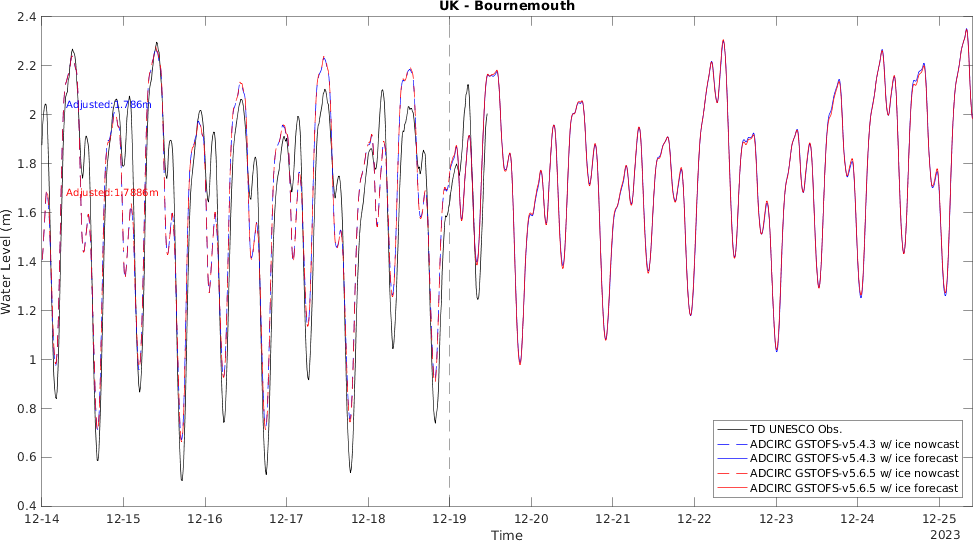 UK - Bournemouth
2.4
2.2
2
1.8
1.6
1.4
1.2
1
0.8
0.6
0.4
Water Level (m)
Adjusted:1.786m
Adjusted:1.7886m
TD UNESCO Obs.
ADCIRC GSTOFS-v5.4.3 w/ ice nowcast
ADCIRC GSTOFS-v5.4.3 w/ ice forecast
ADCIRC GSTOFS-v5.6.5 w/ ice nowcast
ADCIRC GSTOFS-v5.6.5 w/ ice forecast
12-14 12-15 12-16 12-17 12-18 12-19 12-20 12-21 12-22 12-23 12-24 12-25
Time
2023